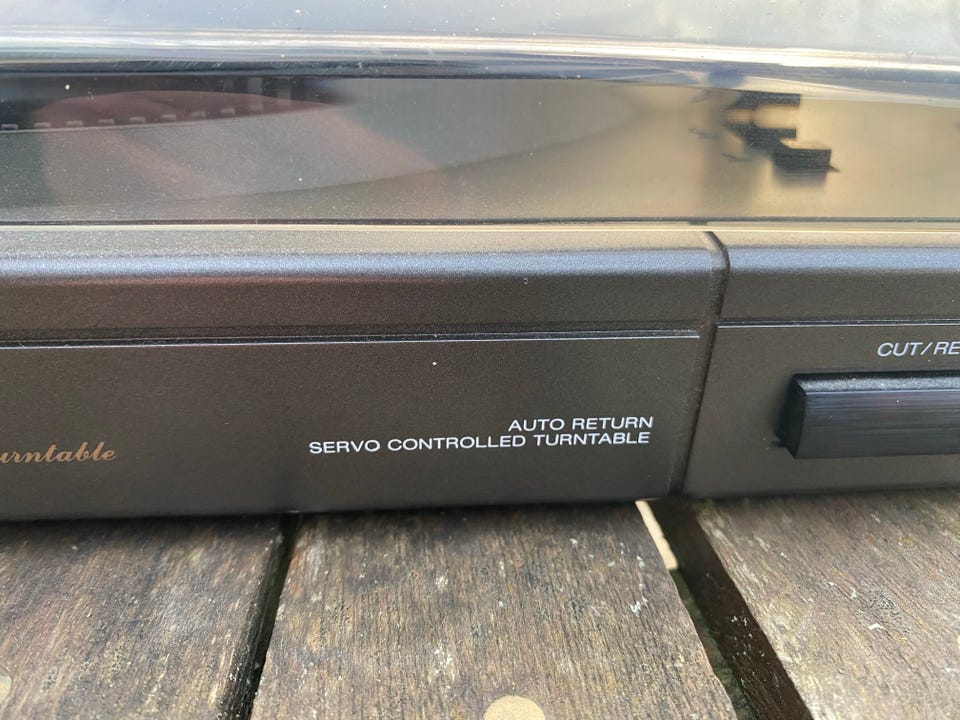 urntable
AUTO RETURN
SERVO CONTROLLED TURNTABLE
CUT/RE